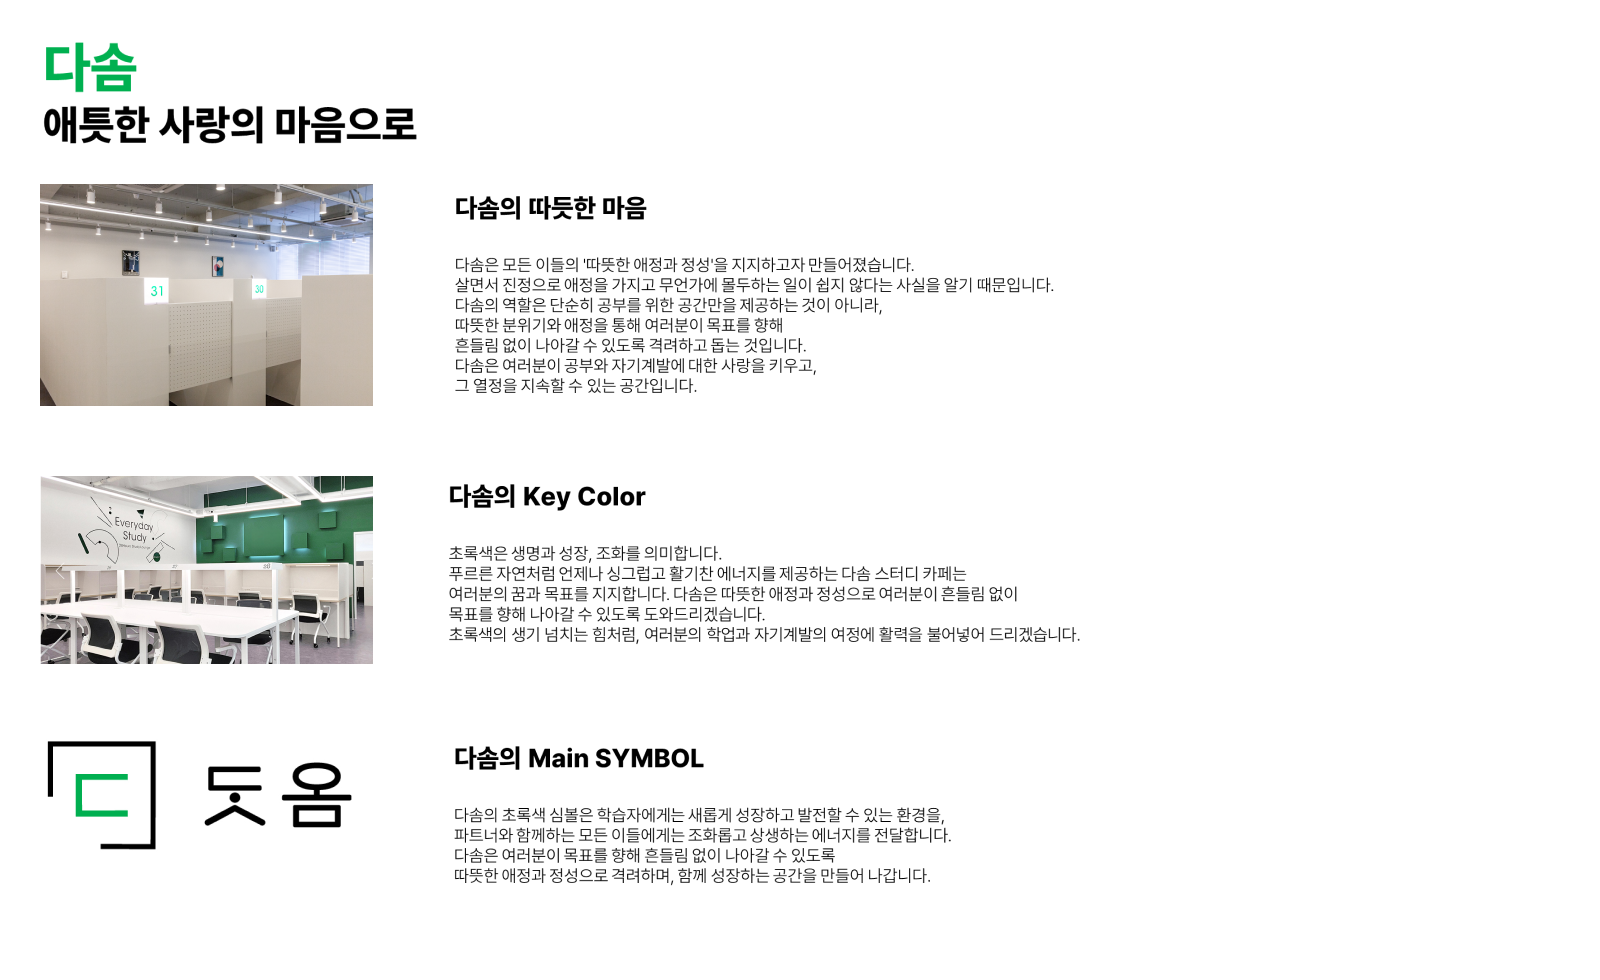 다솜
애틋한 사랑의 마음으로
31
30
다솜의 따듯한 마음
다솜은 모든 이들의 '따뜻한 애정과 정성'을 지지하고자 만들어졌습니다.
살면서 진정으로 애정을 가지고 무언가에 몰두하는 일이 쉽지 않다는 사실을 알기 때문입니다.
다솜의 역할은 단순히 공부를 위한 공간만을 제공하는 것이 아니라,
따뜻한 분위기와 애정을 통해 여러분이 목표를 향해
흔들림 없이 나아갈 수 있도록 격려하고 돕는 것입니다.
다솜은 여러분이 공부와 자기계발에 대한 사랑을 키우고,
그 열정을 지속할 수 있는 공간입니다.
Everyday
Study
다솜의 Key Color
초록색은 생명과 성장, 조화를 의미합니다.
푸르른 자연처럼 언제나 싱그럽고 활기찬 에너지를 제공하는 다솜 스터디 카페는
여러분의 꿈과 목표를 지지합니다. 다솜은 따뜻한 애정과 정성으로 여러분이 흔들림 없이
목표를 향해 나아갈 수 있도록 도와드리겠습니다.
초록색의 생기 넘치는 힘처럼, 여러분의 학업과 자기계발의 여정에 활력을 불어넣어 드리겠습니다.
다솜의 Main SYMBOL
다솜의 초록색 심볼은 학습자에게는 새롭게 성장하고 발전할 수 있는 환경을,
파트너와 함께하는 모든 이들에게는 조화롭고 상생하는 에너지를 전달합니다.
다솜은 여러분이 목표를 향해 흔들림 없이 나아갈 수 있도록
따뜻한 애정과 정성으로 격려하며, 함께 성장하는 공간을 만들어 나갑니다.